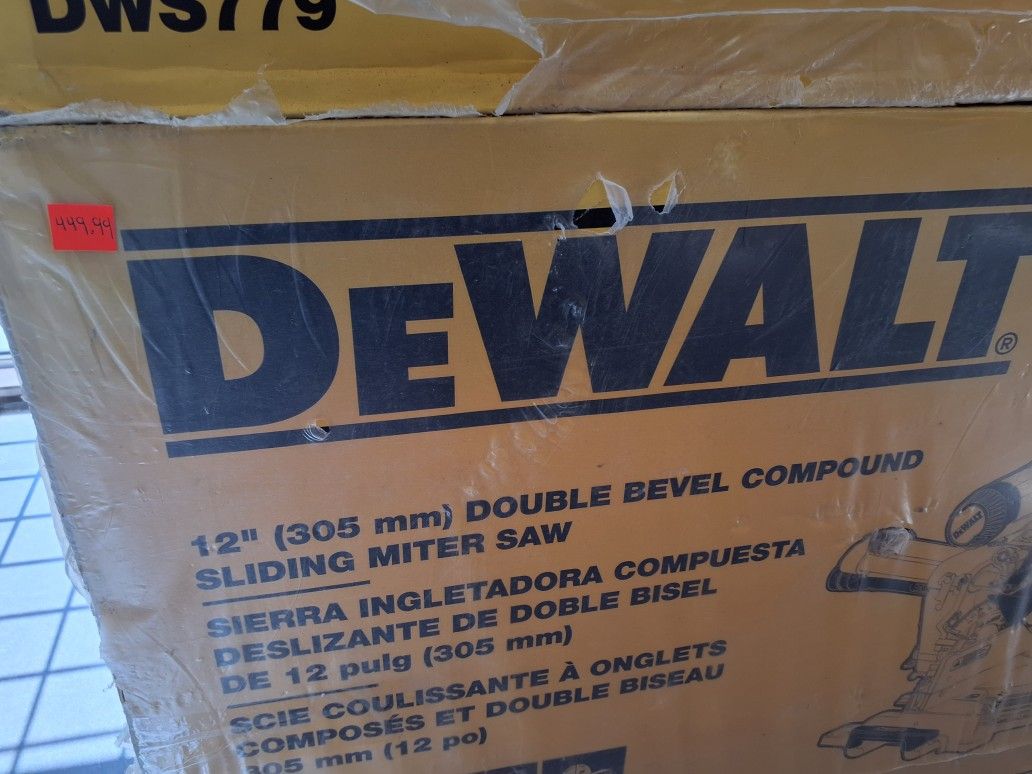 DWS779
449.99
DEWALT®
12" (305 mm) DOUBLE BEVEL COMPOUND
SLIDING MITER SAW
SIERRA INGLETADORA COMPUESTA
DESLIZANTE DE DOBLE BISEL
DE 12 pulg (305 mm)
SCIE COULISSANTE À ONGLETS
COMPOSÉS ET DOUBLE BISEAU
305 mm (12 po)
DEWALT